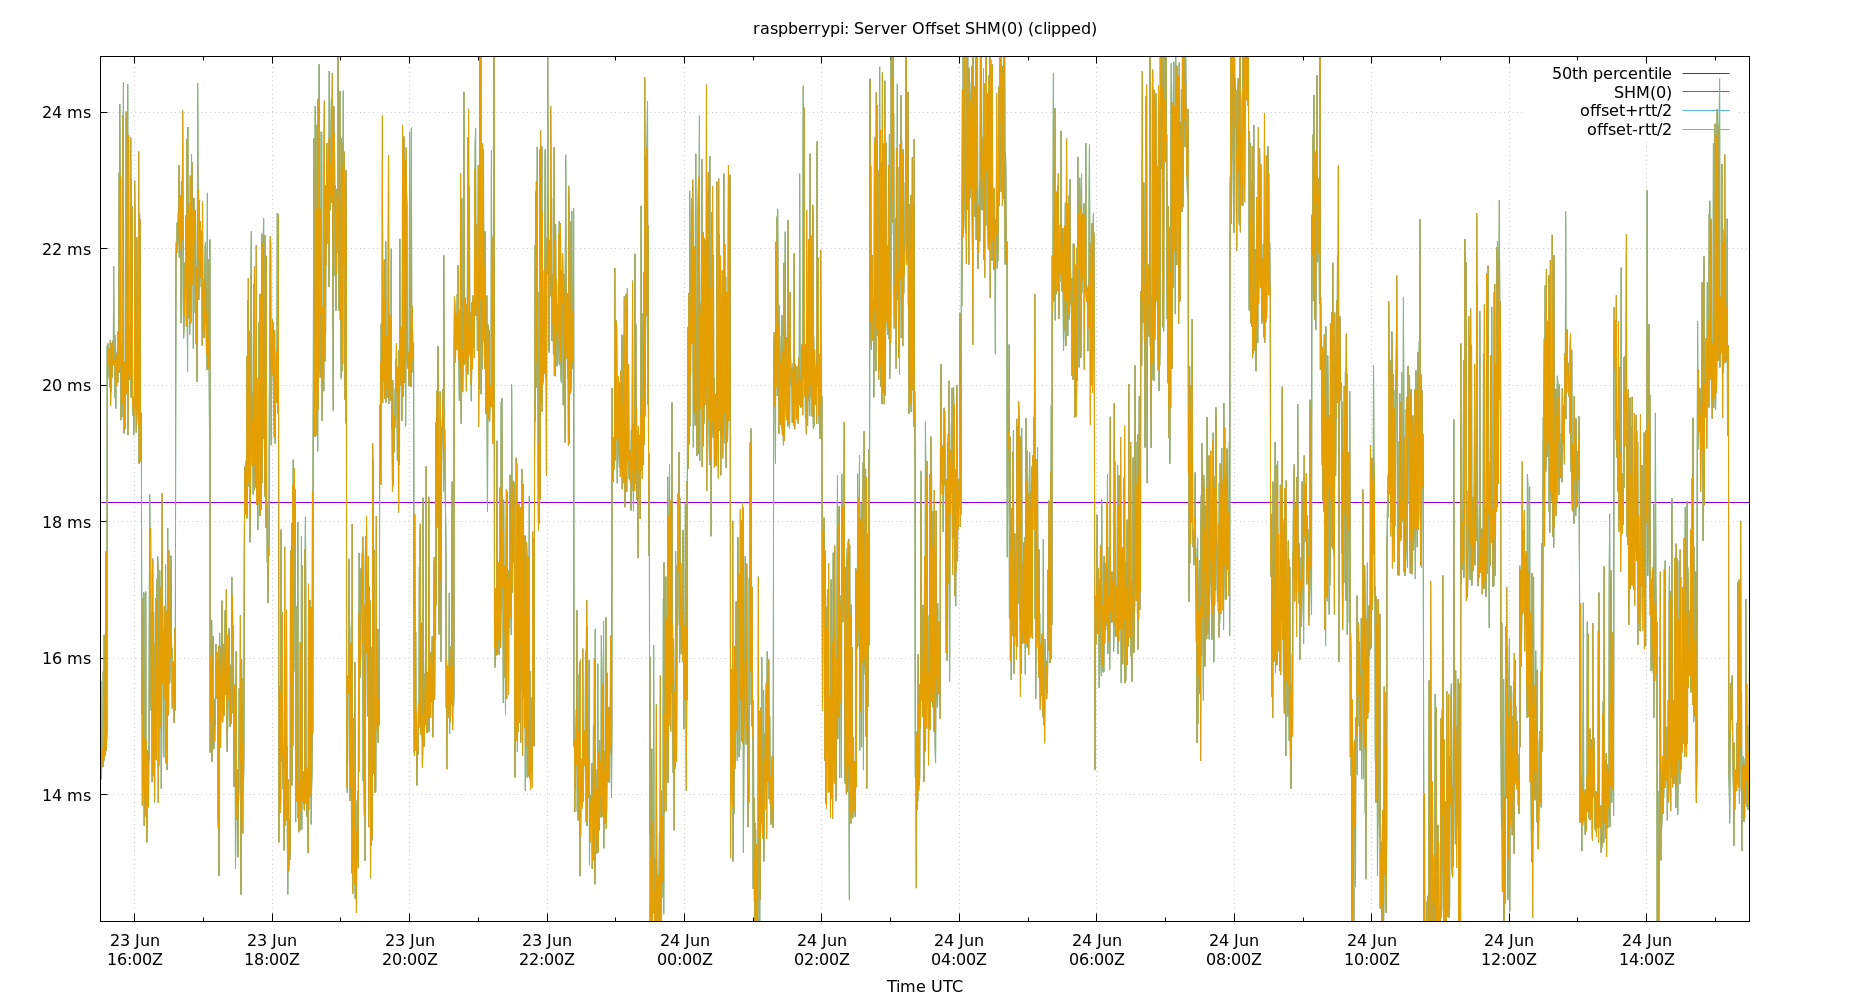 raspberrypi: Server Offset SHM(0) (clipped)
50th percentile
SHM(0)
offset+rtt/2
offset-rtt/2
24 ms
22 ms
20 ms
18 ms
16 ms
14 ms
23 Jun 23 Jun 23 Jun 23 Jun 24 Jun 24 Jun 24 Jun 24 Jun 24 Jun 24 Jun 24 Jun 24 Jun
16:00Z 18:00Z 20:00Z 22:00Z 00:00Z 02:00Z 04:00Z 06:00Z 08:00Z 10:00Z 12:00Z 14:00Z
Time UTC